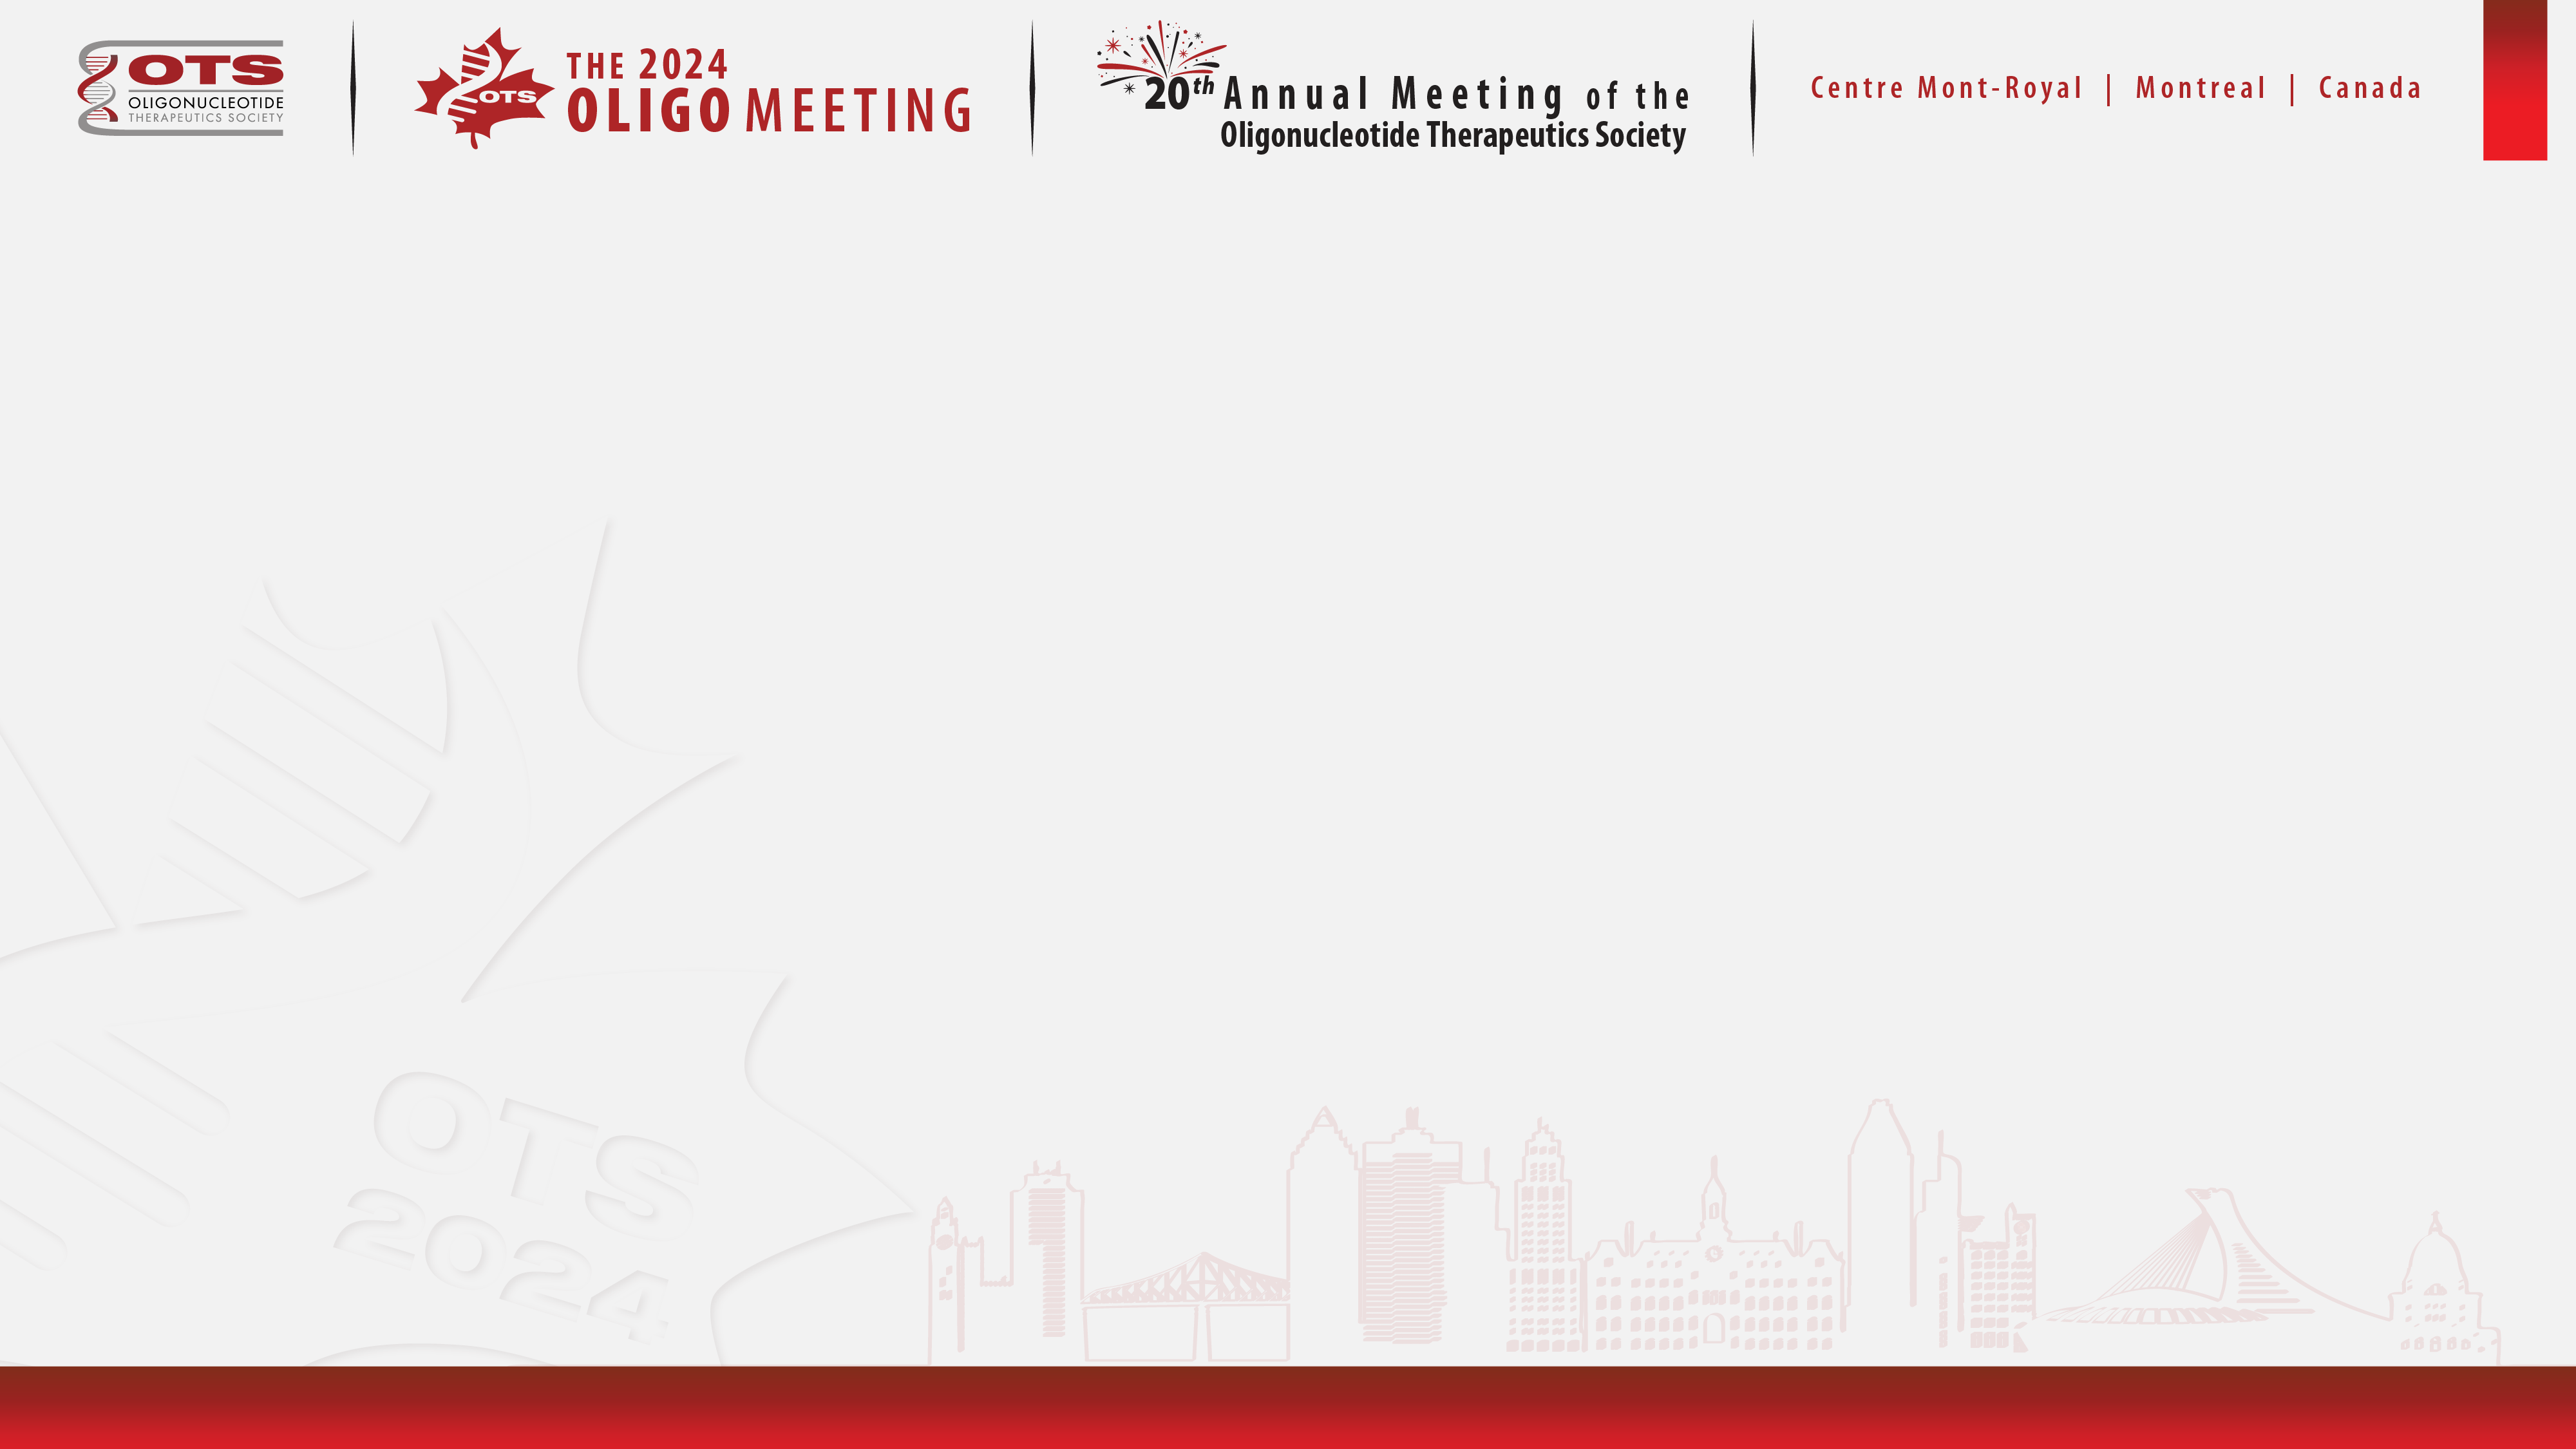 OTS
OLIGONUCLEOTIDE
THERAPEUTICS SOCIETY
OTS
THE 2024
OLIGO MEETING
20th Annual Meeting of the
Oligonucleotide Therapeutics Society
Centre Mont-Royal | Montreal | Canada
OTS
2024